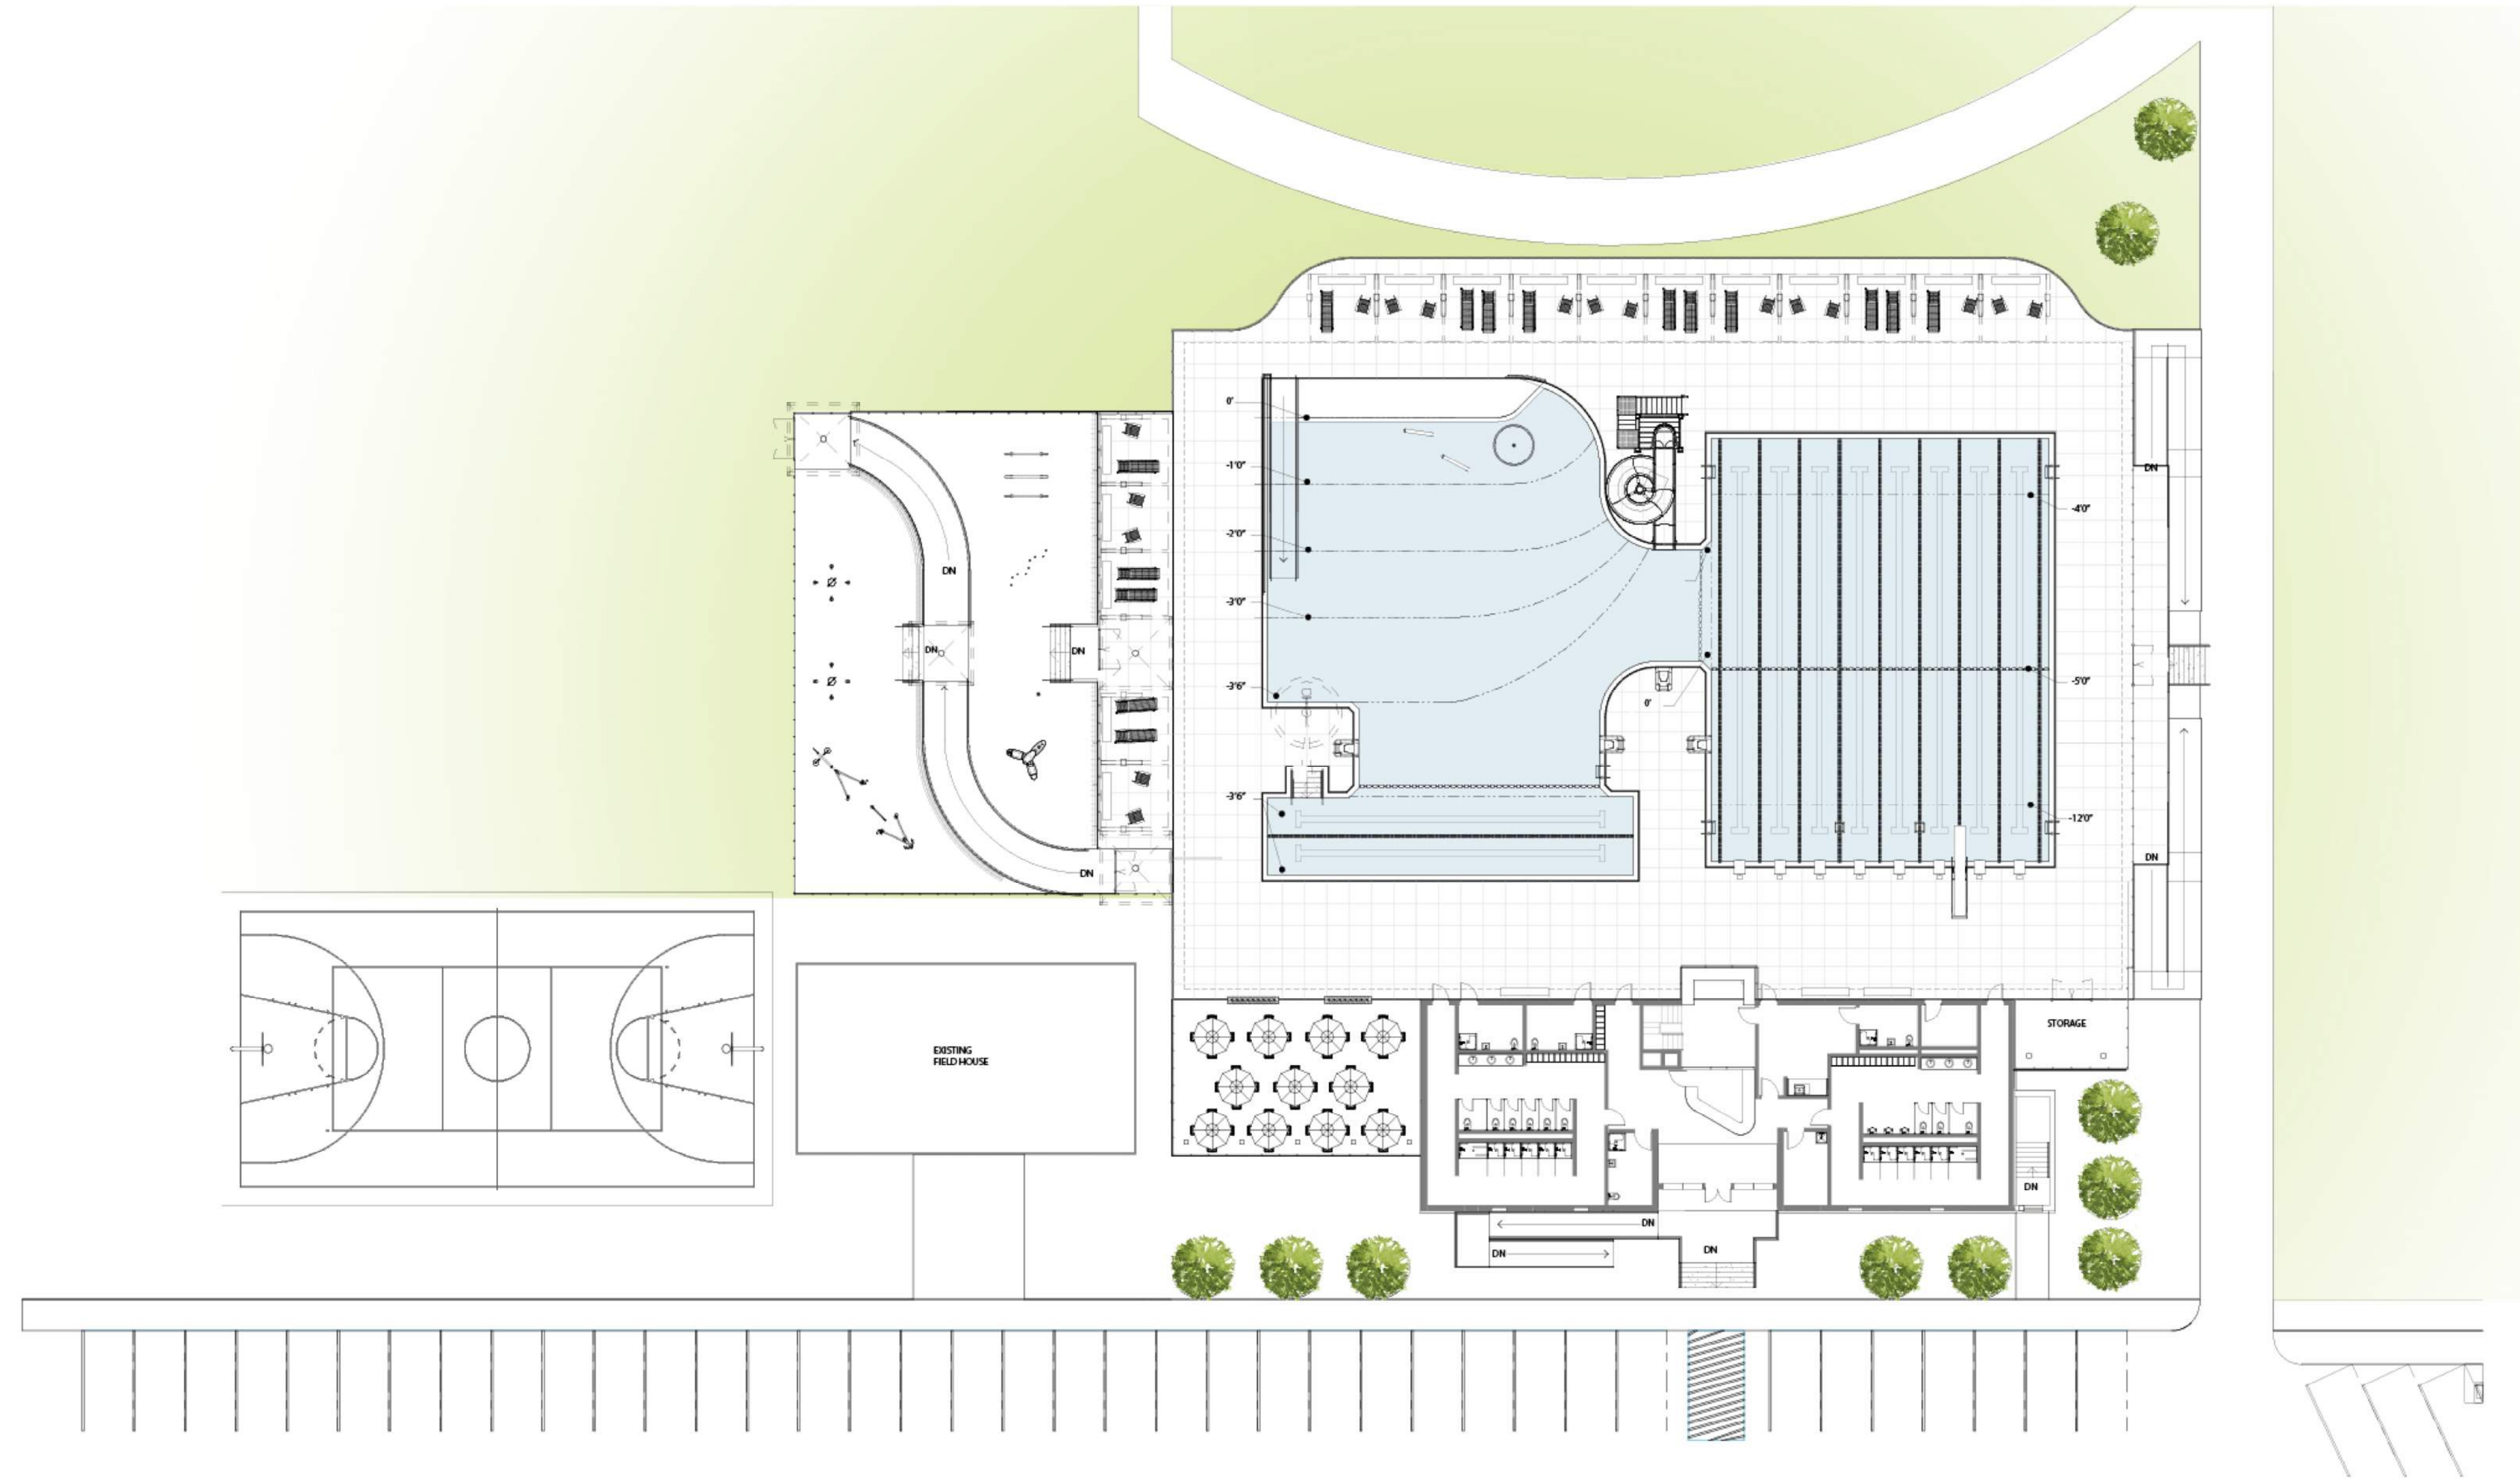 0'
-1'0"
-2'0"
-3'0"
-3'6"
-3'6"
0'
-4'0"
-5'0"
-12'0"
DN
DN
DN
DN
DN
DN
DN
EXISTING
FIELD HOUSE
STORAGE
DN
DN
DN
DN